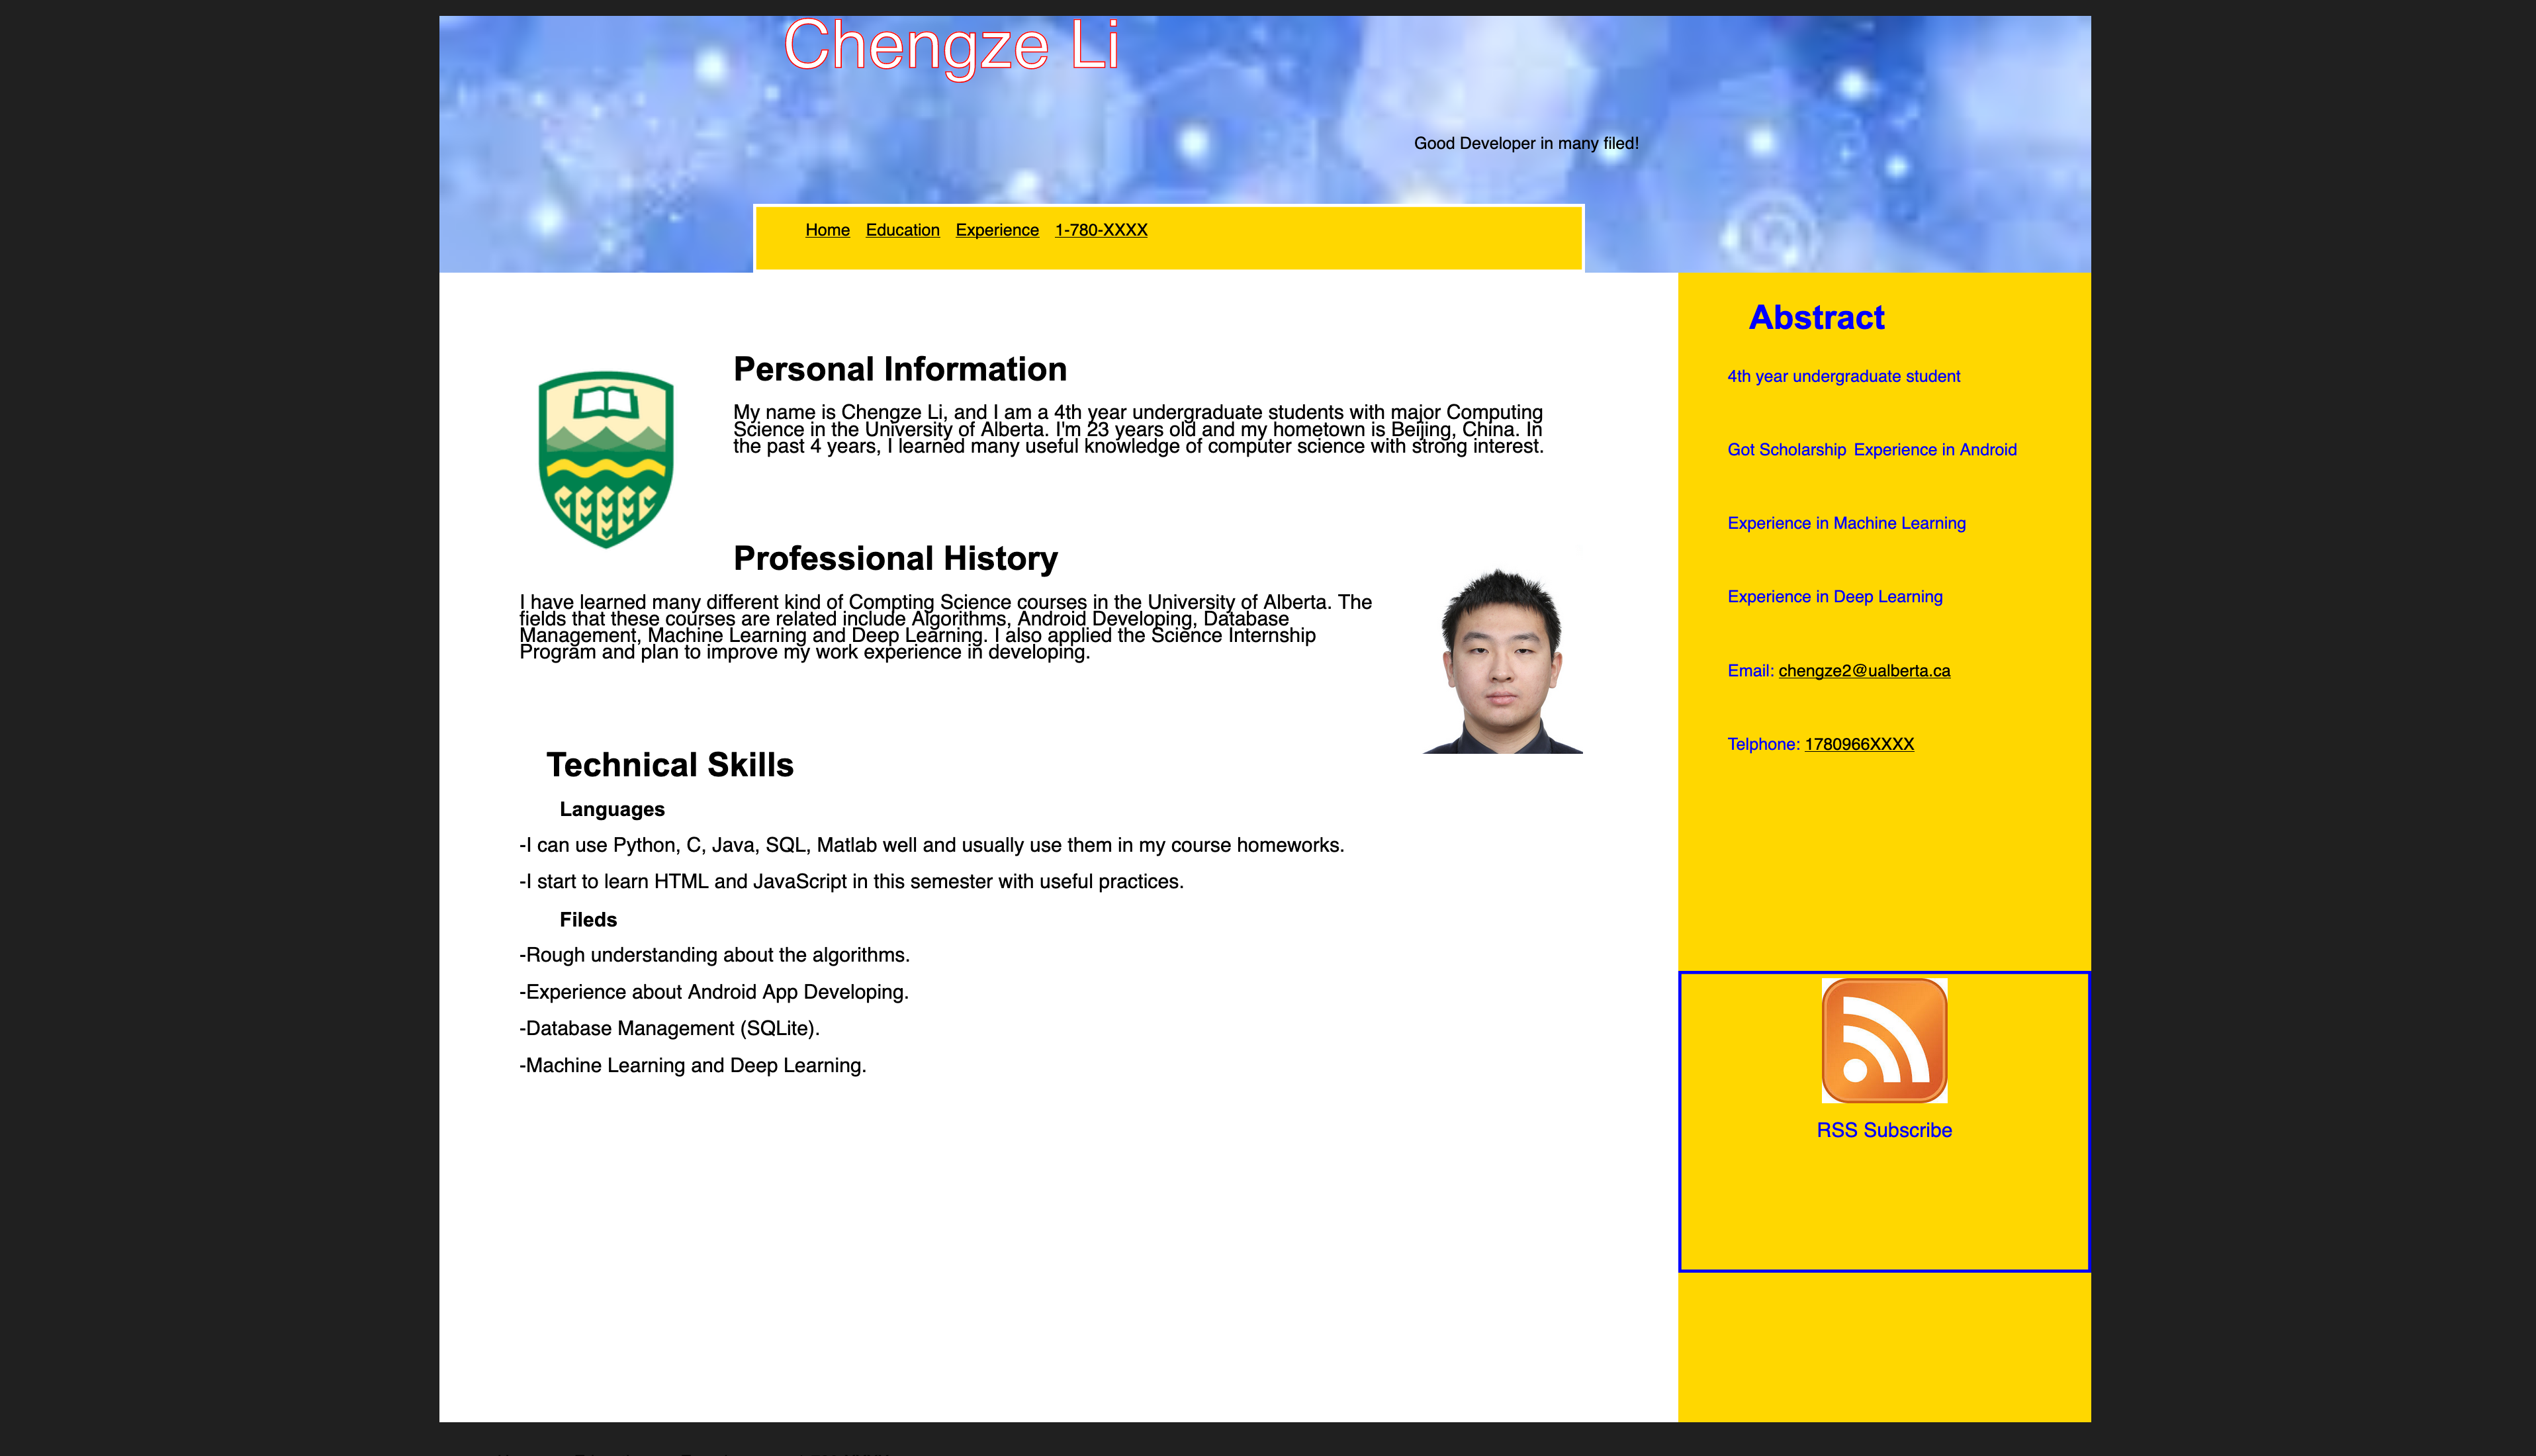 Chengze Li
Good Developer in many filed!
Home Education Experience 1-780-XXXX
Personal Information
My name is Chengze Li, and I am a 4th year undergraduate students with major Computing
Science in the University of Alberta. I'm 23 years old and my hometown is Beijing, China. In
the past 4 years, I learned many useful knowledge of computer science with strong interest.
Professional History
I have learned many different kind of Compting Science courses in the University of Alberta. The
fields that these courses are related include Algorithms, Android Developing, Database
Management, Machine Learning and Deep Learning. I also applied the Science Internship
Program and plan to improve my work experience in developing.
Technical Skills
Languages
-I can use Python, C, Java, SQL, Matlab well and usually use them in my course homeworks.
-I start to learn HTML and JavaScript in this semester with useful practices.
Fileds
-Rough understanding about the algorithms.
-Experience about Android App Developing.
-Database Management (SQLite).
-Machine Learning and Deep Learning.
Abstract
4th year undergraduate student
Got Scholarship Experience in Android
Experience in Machine Learning
Experience in Deep Learning
Email: chengze2@ualberta.ca
Telphone: 1780966XXXX
RSS Subscribe